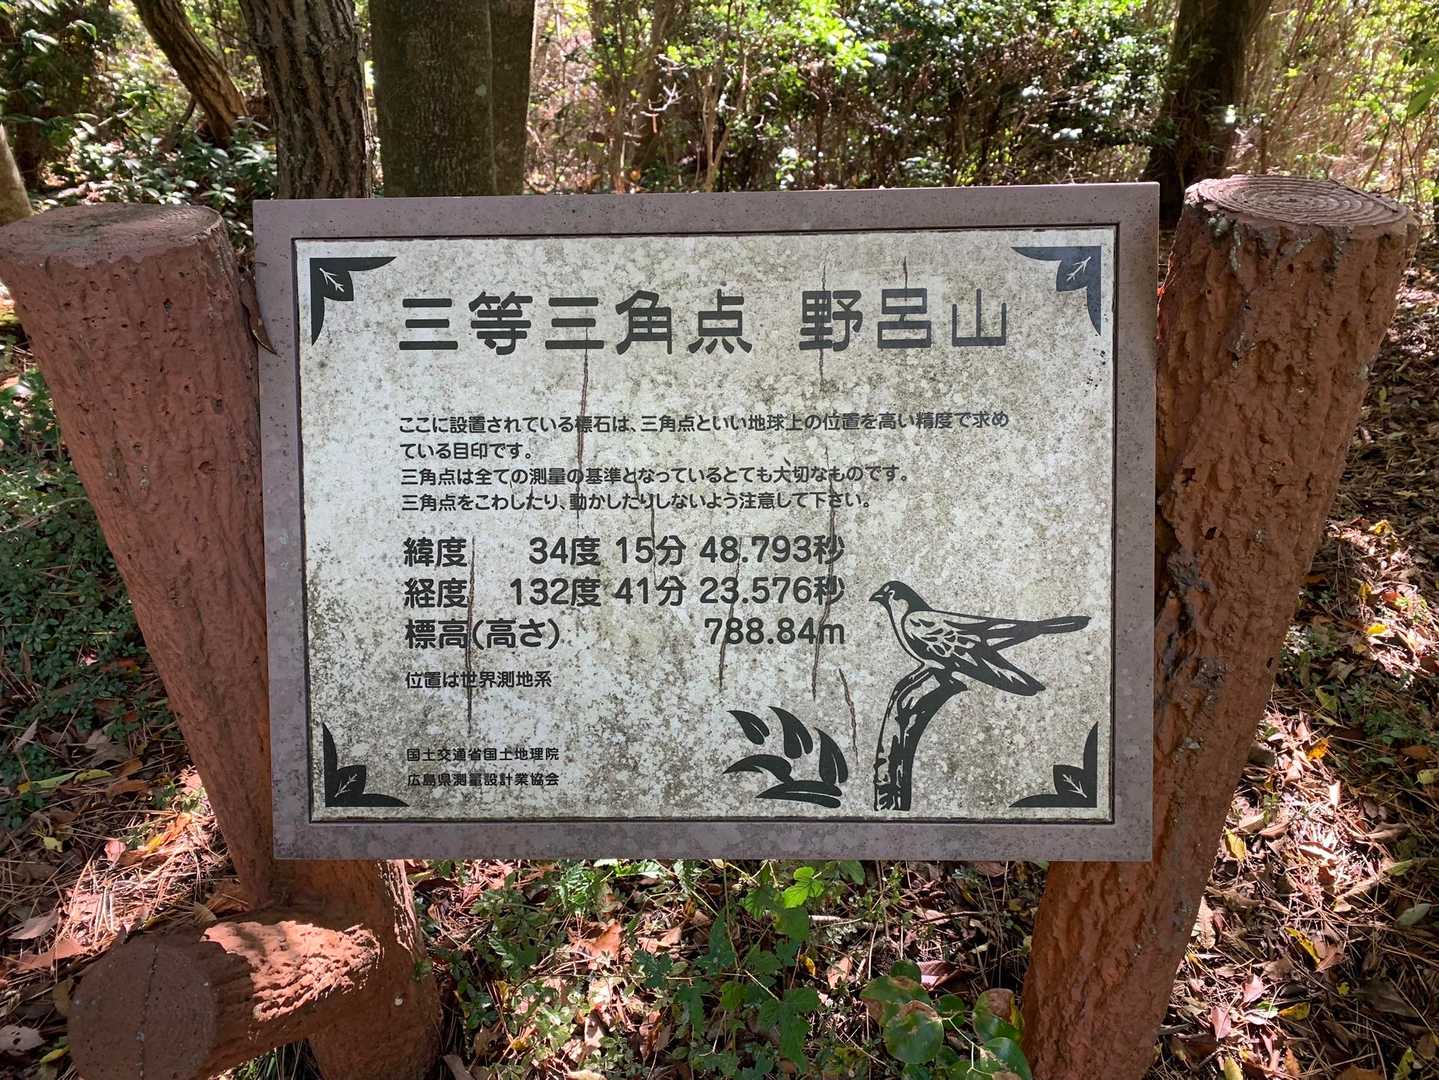 三等三角点 野呂山
ここに設置されている標石は、三角点といい地球上の位置を高い精度で求め
ている目印です。
三角点は全ての測量の基準となっているとても大切なものです。
三角点をこわしたり、動かしたりしないよう注意して下さい。
緯度 34度 15分 48.793秒
経度 132度 41分 23.576秒
標高(高さ) 788.84m
位置は世界測地系
国土交通省国土地理院
広島県測量設計業協会